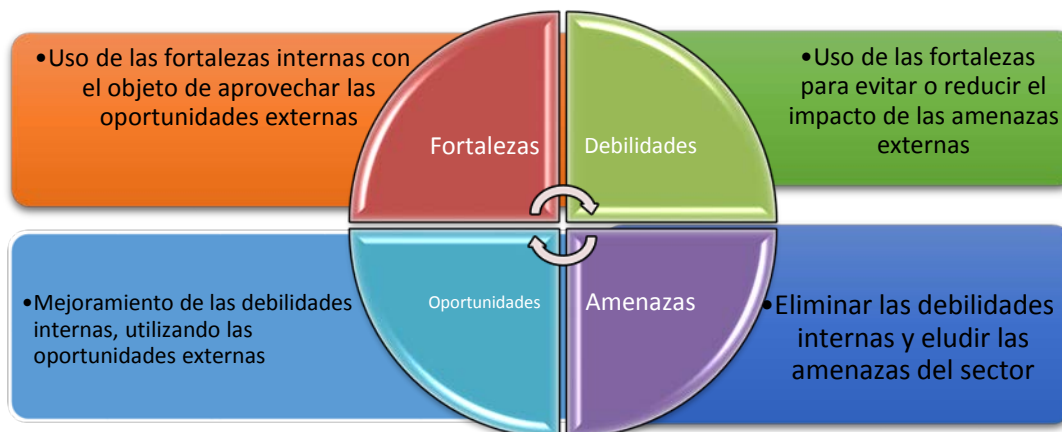 •Uso de las fortalezas internas con
el objeto de aprovechar las
oportunidades externas
Fortalezas
Debilidades
•Uso de las fortalezas
para evitar o reducir el
impacto de las amenazas
externas
•Mejoramiento de las debilidades
internas, utilizando las
oportunidades externas
Oportunidades
Amenazas
•Eliminar las debilidades
internas y eludir las
amenazas del sector